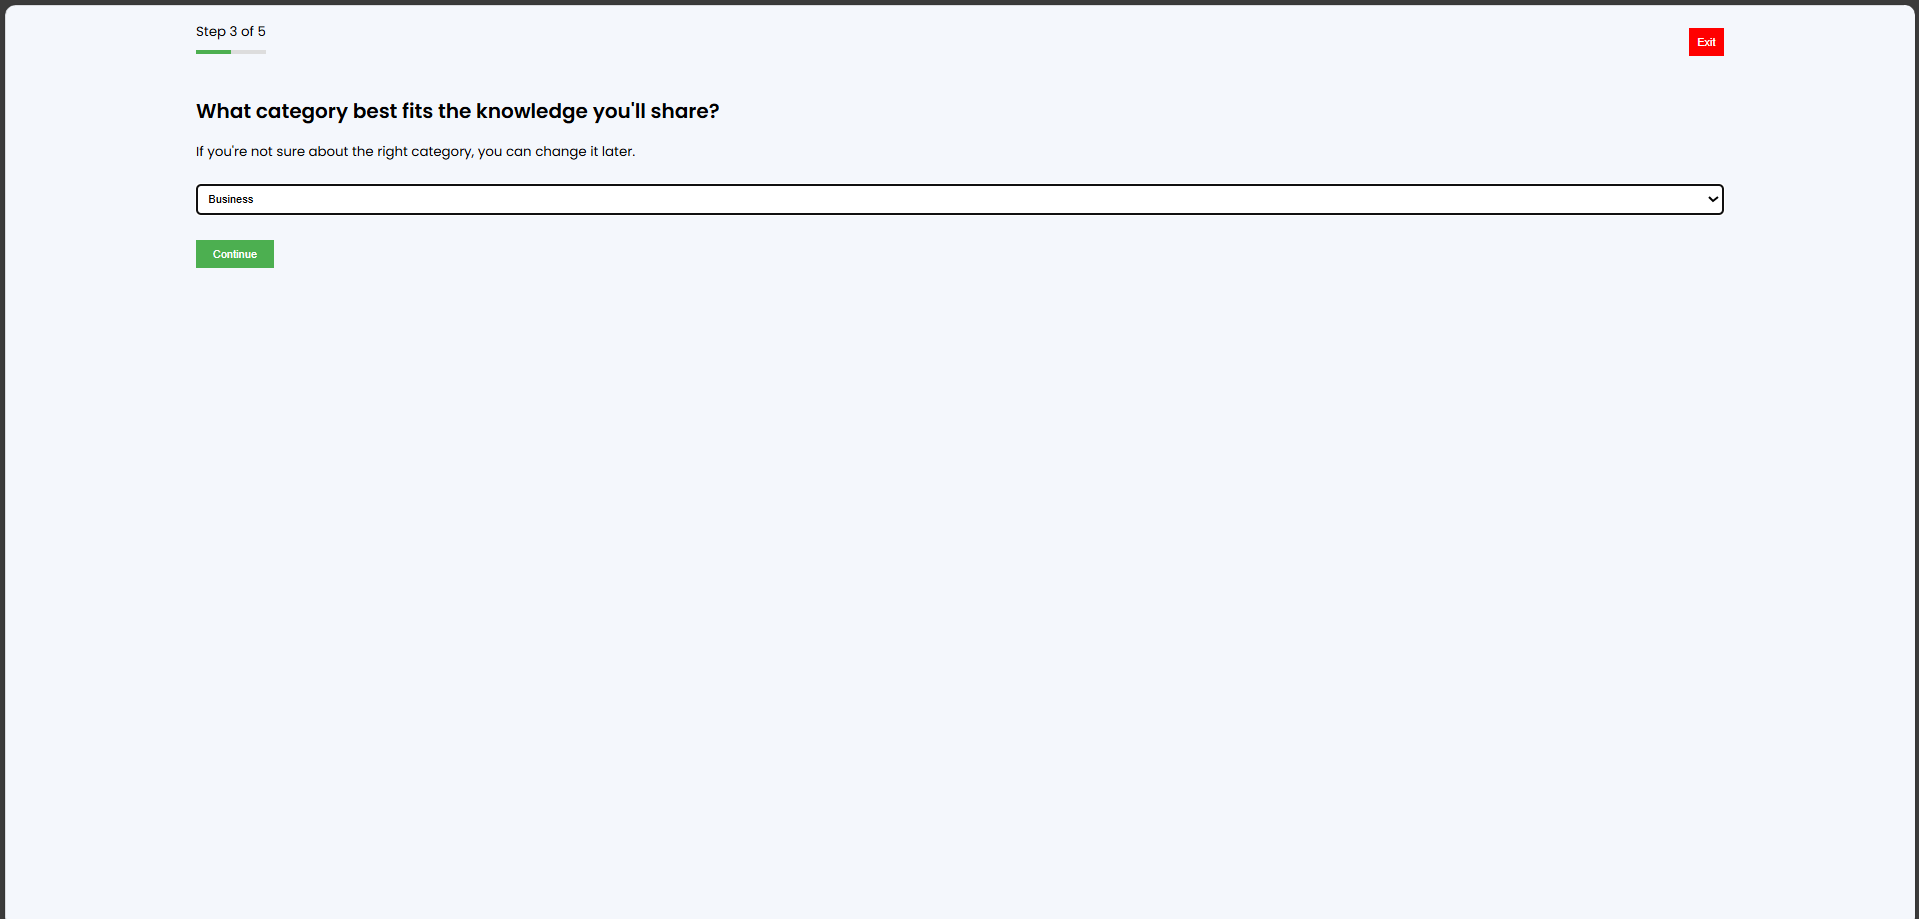 Step 3 of 5
Exit
What category best fits the knowledge you'll share?
If you're not sure about the right category, you can change it later.
Business
Continue